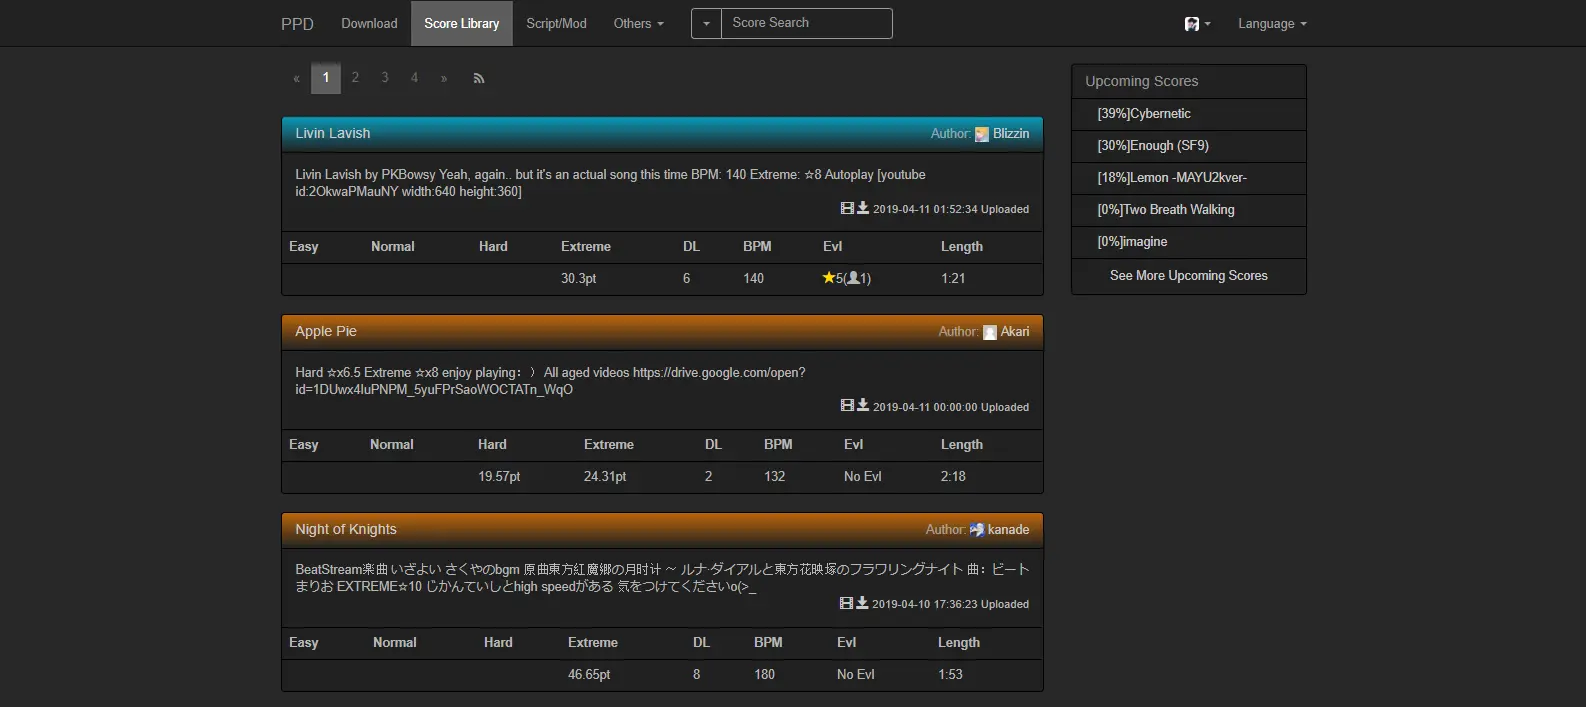 PPD Download Score Library Script/Mod Others Score Search Language
« 1 2 3 4 »
Livin Lavish Author: Blizzin
Livin Lavish by PKBowsy Yeah, again.. but it's an actual song this time BPM: 140 Extreme: ☆8 Autoplay [youtube
id:2OkwaPMauNY width:640 height:360]
2019-04-11 01:52:34 Uploaded
Easy Normal Hard Extreme DL BPM Evl Length
30.3pt 6 140 ★5(1) 1:21
Apple Pie Author: Akari
Hard ☆x6.5 Extreme ☆x8 enjoy playing：） All aged videos https://drive.google.com/open?
id=1DUwx4IuPNPM_5yuFPrSaoWOCTATn_WqO
2019-04-11 00:00:00 Uploaded
Easy Normal Hard Extreme DL BPM Evl Length
19.57pt 24.31pt 2 132 No Evl 2:18
Night of Knights Author: kanade
BeatStream楽曲 いざよい さくやのbgm 原曲東方紅魔郷の月时计 ～ ルナ·ダイアルと東方花映塚のフラワリングナイト 曲：ビート
まりお EXTREME☆10 じかんていしとhigh speedがある 気をつけてくださいo(>_
2019-04-10 17:36:23 Uploaded
Easy Normal Hard Extreme DL BPM Evl Length
46.65pt 8 180 No Evl 1:53
Upcoming Scores
[39%]Cybernetic
[30%]Enough (SF9)
[18%]Lemon -MAYU2kver-
[0%]Two Breath Walking
[0%]imagine
See More Upcoming Scores